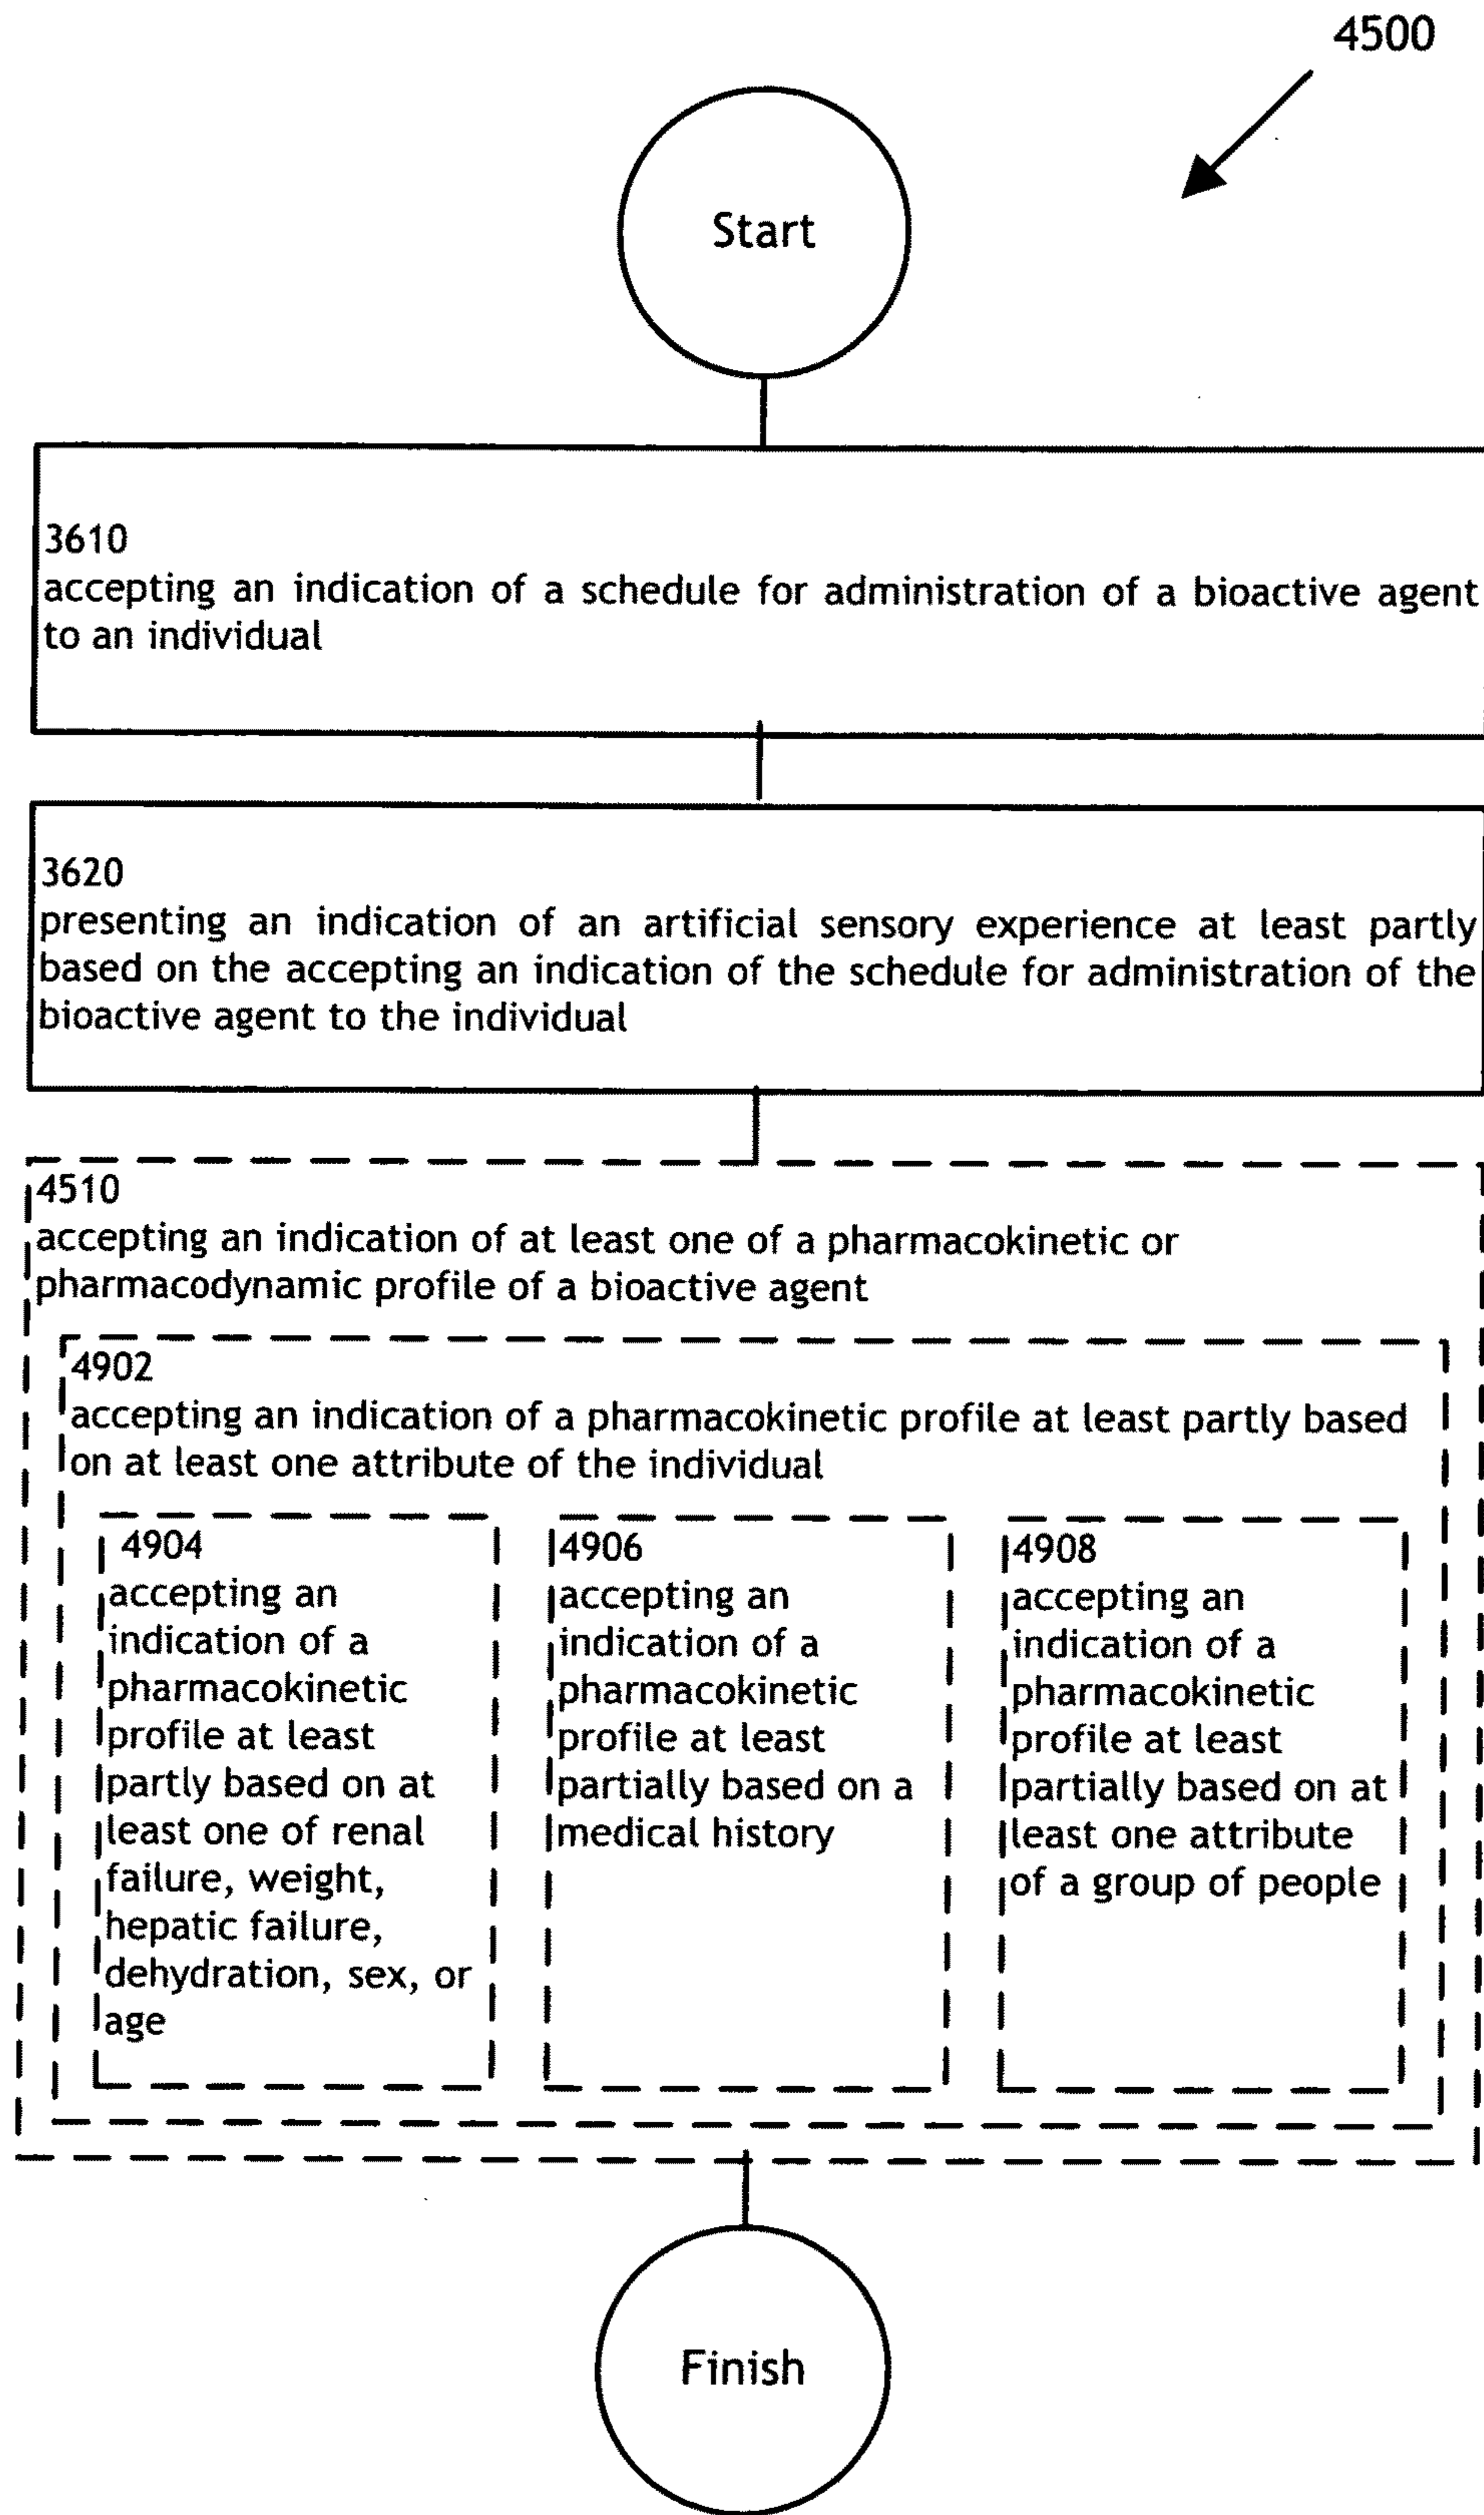 4500
Start
3610
accepting an indication of a schedule for administration of a bioactive agent
to an individual
3620
presenting an indication of an artificial sensory experience at least partly
based on the accepting an indication of the schedule for administration of the
bioactive agent to the individual
4510
accepting an indication of at least one of a pharmacokinetic or
pharmacodynamic profile of a bioactive agent
4902
accepting an indication of a pharmacokinetic profile at least partly based
on at least one attribute of the individual
4904
accepting an
indication of a
pharmacokinetic
profile at least
partly based on at
least one of renal
failure, weight,
hepatic failure,
dehydration, sex, or
age
4906
accepting an
indication of a
pharmacokinetic
profile at least
partially based on a
medical history
4908
accepting an
indication of a
pharmacokinetic
profile at least
partially based on at
least one attribute
of a group of people
Finish